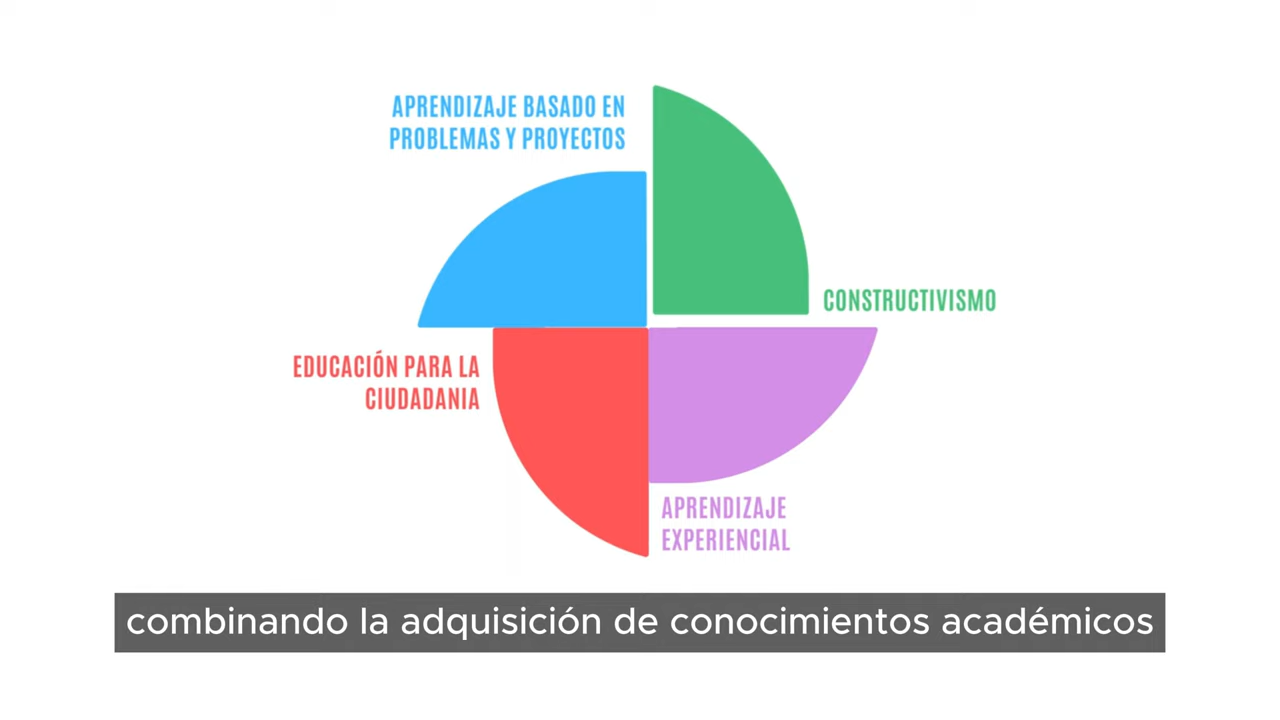 APRENDIZAJE BASADO EN
PROBLEMAS Y PROYECTOS
CONSTRUCTIVISMO
EDUCACIÓN PARA LA
CIUDADANIA
APRENDIZAJE
EXPERIENCIAL
combinando la adquisición de conocimientos académicos